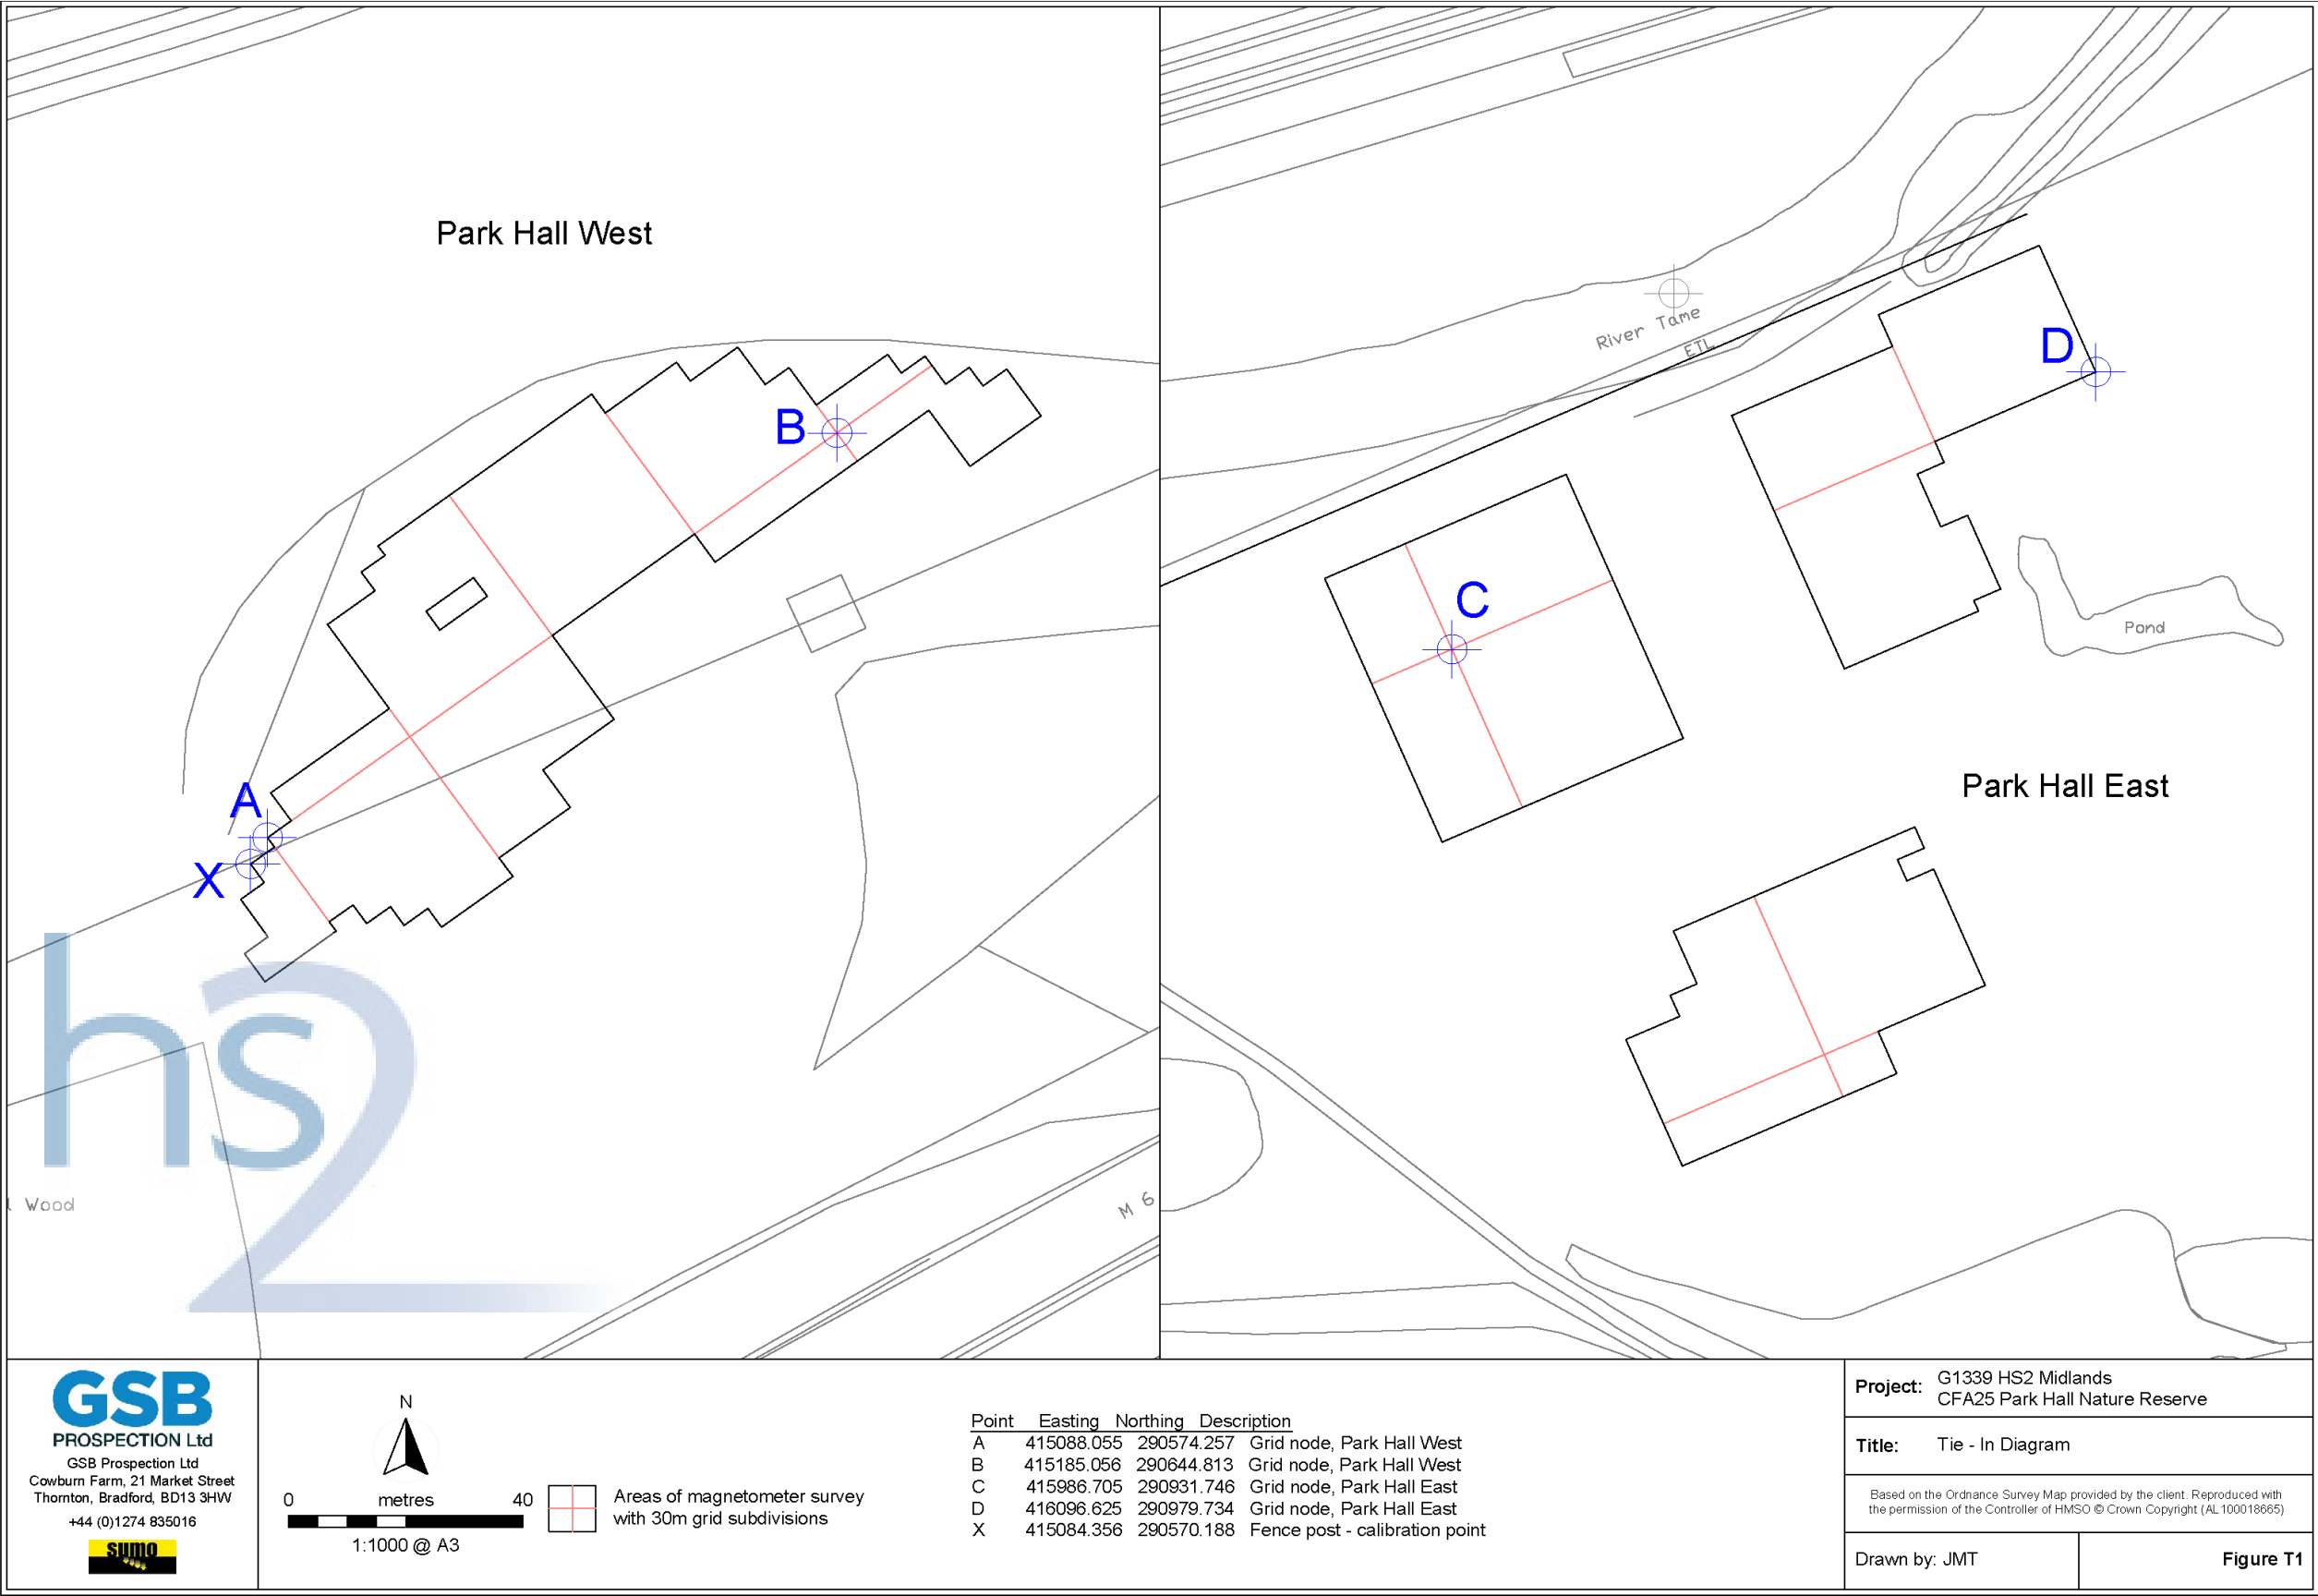 Park Hall West
B
A
X
hs2
l Wood
M 6
River Tame
ETL
D
C
Pond
Park Hall East
GSB
PROSPECTION Ltd
GSB Prospection Ltd
Cowburn Farm, 21 Market Street
Thornton, Bradford, BD13 3HW
+44 (0)1274 835016
sumo
N
0 metres 40
1:1000 @ A3
Areas of magnetometer survey
with 30m grid subdivisions
Point Easting Northing Description
A 415088.055 290574.257 Grid node, Park Hall West
B 415185.056 290644.813 Grid node, Park Hall West
C 415986.705 290931.746 Grid node, Park Hall East
D 416096.625 290979.734 Grid node, Park Hall East
X 415084.356 290570.188 Fence post - calibration point
Project: G1339 HS2 Midlands
CFA25 Park Hall Nature Reserve
Title: Tie - In Diagram
Based on the Ordnance Survey Map provided by the client. Reproduced with
the permission of the Controller of HMSO © Crown Copyright (AL100018665)
Drawn by: JMT
Figure T1